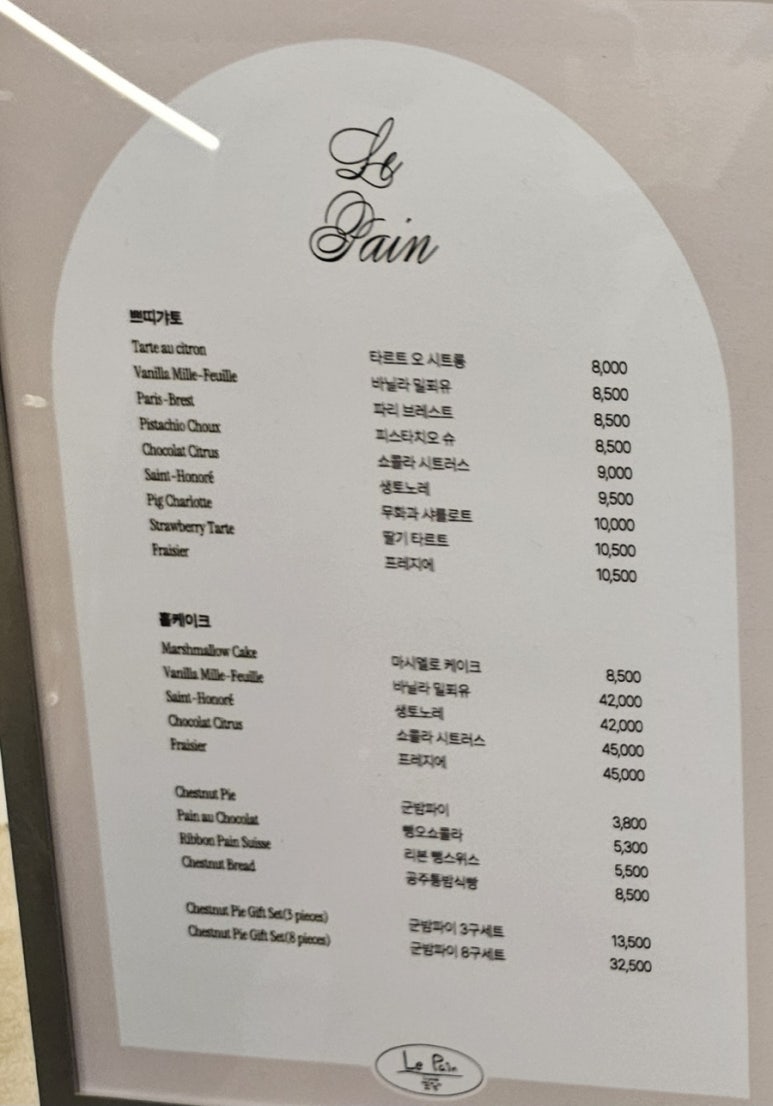 Le
Pain
쁘띠갸또
Tarte au citron 타르트 오 시트롱 8,000
Vanilla Mille-Feuille 바닐라 밀푀유 8,500
Paris-Brest 파리 브레스트 8,500
Pistachio Choux 피스타치오 슈 8,500
Chocolat Citrus 쇼콜라 시트러스 9,000
Saint-Honoré 생토노레 9,500
Pig Charlotte 무화과 샤를로트 10,000
Strawberry Tarte 딸기 타르트 10,500
Fraisier 프레지에 10,500
홀케이크
Marshmallow Cake 마시멜로 케이크 8,500
Vanilla Mille-Feuille 바닐라 밀푀유 42,000
Saint-Honoré 생토노레 42,000
Chocolat Citrus 쇼콜라 시트러스 45,000
Fraisier 프레지에 45,000
Chestnut Pie 군밤파이 3,800
Pain au Chocolat 뺑오쇼콜라 5,300
Ribbon Pain Suisse 리본 뺑스위스 5,500
Chestnut Bread 공주통밤식빵 8,500
Chestnut Pie Gift Set(3 pieces) 군밤파이 3구세트 13,500
Chestnut Pie Gift Set(8 pieces) 군밤파이 8구세트 32,500
Le Pain